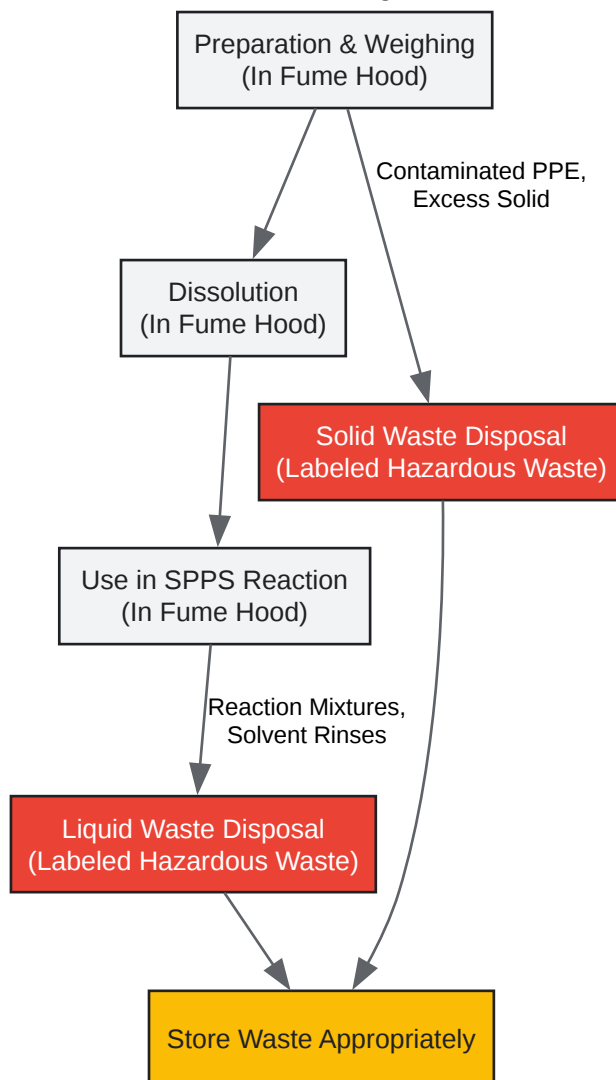 Preparation & Weighing
(In Fume Hood)
Contaminated PPE,
Excess Solid
Dissolution
(In Fume Hood)
Solid Waste Disposal
(Labeled Hazardous Waste)
Use in SPPS Reaction
(In Fume Hood)
Reaction Mixtures,
Solvent Rinses
Liquid Waste Disposal
(Labeled Hazardous Waste)
Store Waste Appropriately